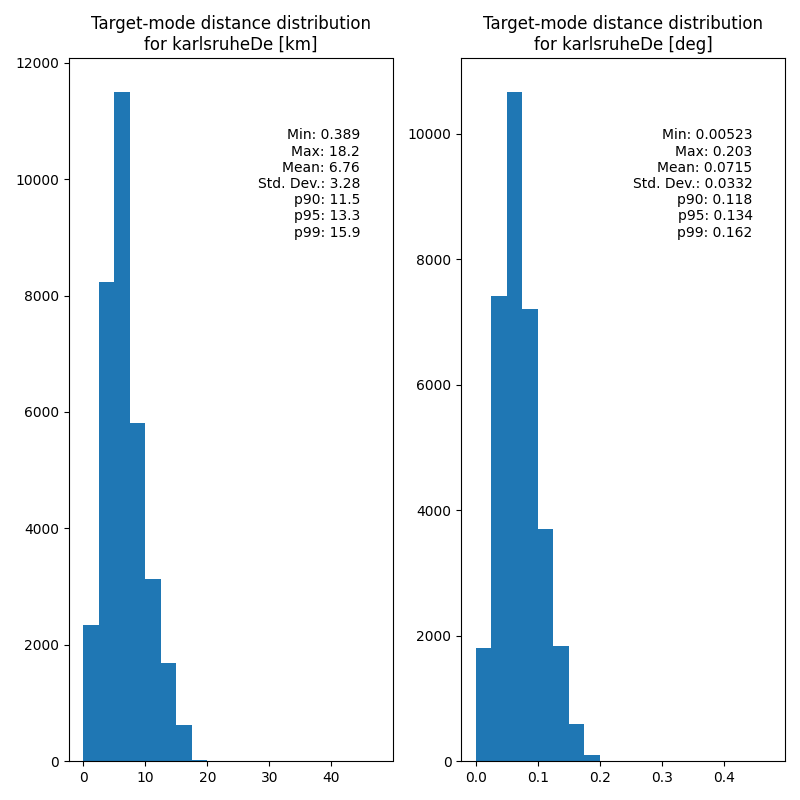 Target-mode distance distribution
for karlsruheDe [km]
12000
10000
8000
6000
4000
2000
0
Min: 0.389
Max: 18.2
Mean: 6.76
Std. Dev.: 3.28
p90: 11.5
p95: 13.3
p99: 15.9
0 10 20 30 40
Target-mode distance distribution
for karlsruheDe [deg]
10000
8000
6000
4000
2000
0
Min: 0.00523
Max: 0.203
Mean: 0.0715
Std. Dev.: 0.0332
p90: 0.118
p95: 0.134
p99: 0.162
0.0 0.1 0.2 0.3 0.4